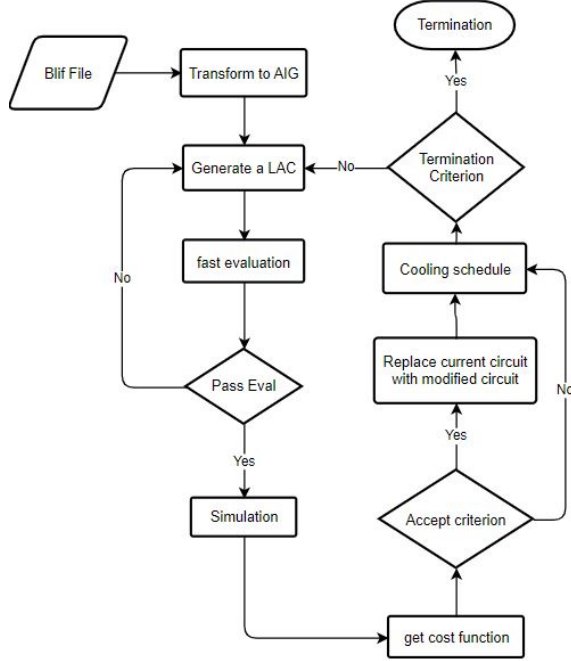 Termination
Blif File
Transform to AIG
Yes
Generate a LAC
No
Termination
Criterion
fast evaluation
Cooling schedule
No
Replace current circuit
with modified circuit
Pass Eval
No
Yes
Yes
Simulation
Accept criterion
get cost function